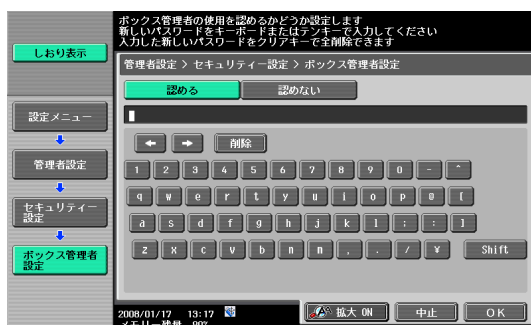 ボックス管理者の使用を認めるかどうか設定します
新しいパスワードをキーボードまたはテンキーで入力してください
入力した新しいパスワードをクリアキーで全削除できます
しおり表示
管理者設定 > セキュリティー設定 > ボックス管理者設定
認める 認めない
設定メニュー
管理者設定
セキュリティー
設定
ボックス管理者
設定
← → 削除
1 2 3 4 5 6 7 8 9 0 - ^
q w e r t y u i o p @ [
a s d f g h j k l ; : ]
z x c v b n m , . / ¥ Shift
2008/01/17 13:17
メモリー残量 99%
拡大 ON 中止 OK